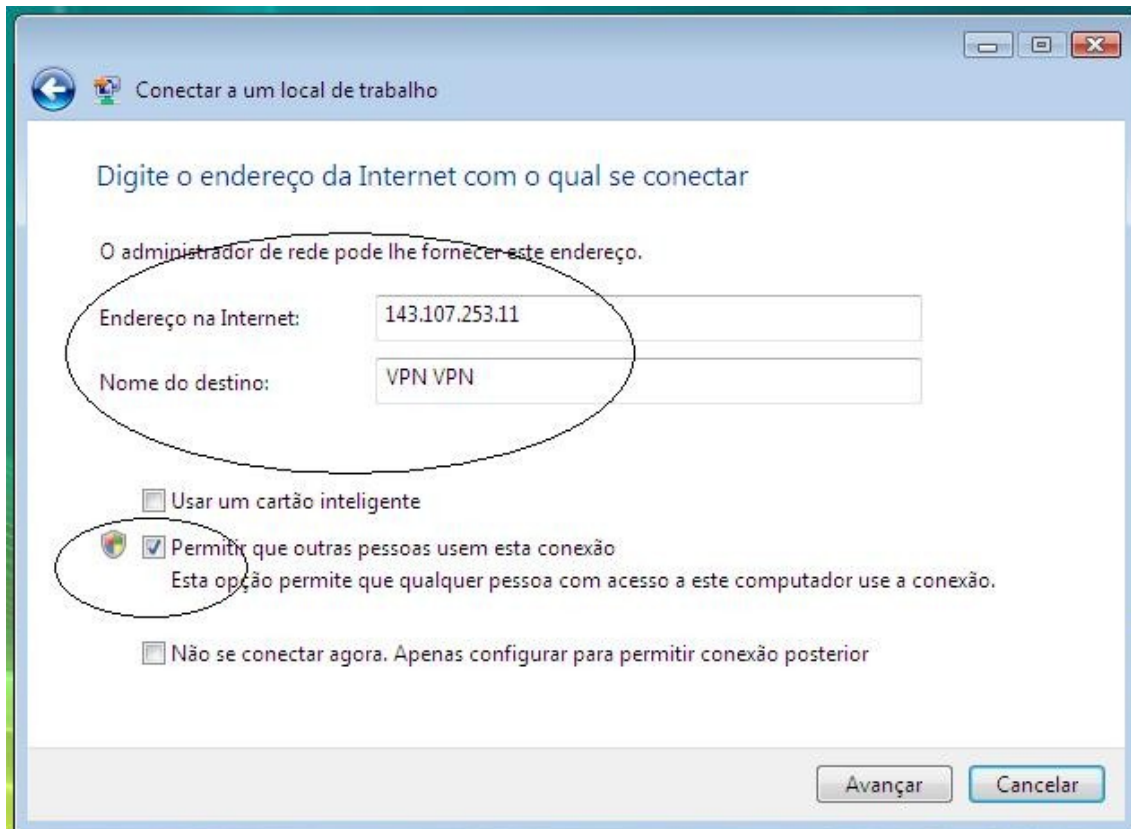 Conectar a um local de trabalho
Digite o endereço da Internet com o qual se conectar
O administrador de rede pode lhe fornecer este endereço.
Endereço na Internet: 143.107.253.11
Nome do destino: VPN VPN
Usar um cartão inteligente
Permitir que outras pessoas usem esta conexão
Esta opção permite que qualquer pessoa com acesso a este computador use a conexão.
Não se conectar agora. Apenas configurar para permitir conexão posterior
Avançar Cancelar